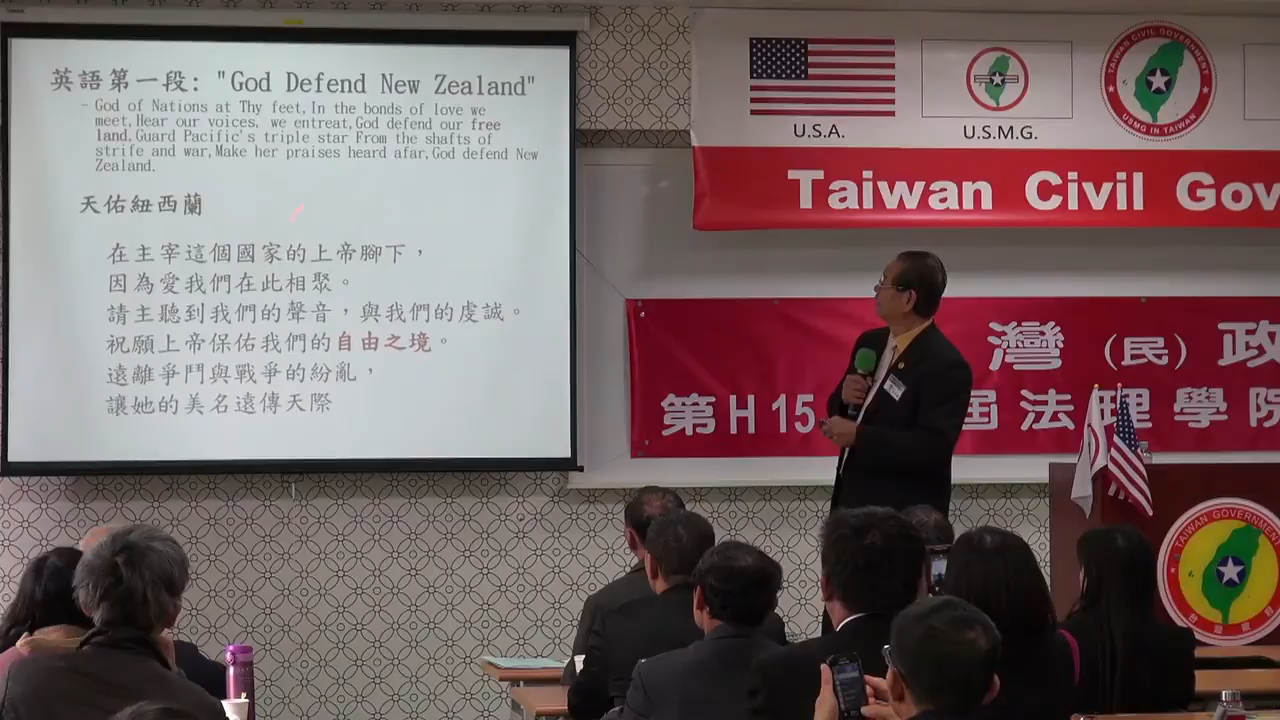 英語第一段: "God Defend New Zealand"
– God of Nations at Thy feet,In the bonds of love we
meet,Hear our voices, we entreat,God defend our free
land,Guard Pacific's triple star From the shafts of
strife and war,Make her praises heard afar,God defend New
Zealand.
天佑紐西蘭
在主宰這個國家的上帝腳下，
因為愛我們在此相聚。
請主聽到我們的聲音，與我們的虔誠。
祝願上帝保佑我們的自由之境。
遠離爭鬥與戰爭的紛亂，
讓她的美名遠傳天際
U.S.A.
U.S.M.G.
TAIWAN CIVIL GOVERNMENT
USMG IN TAIWAN
Taiwan Civil Gov
灣（民）政
第H15
屆法理學院
TAIWAN GOVERNMENT